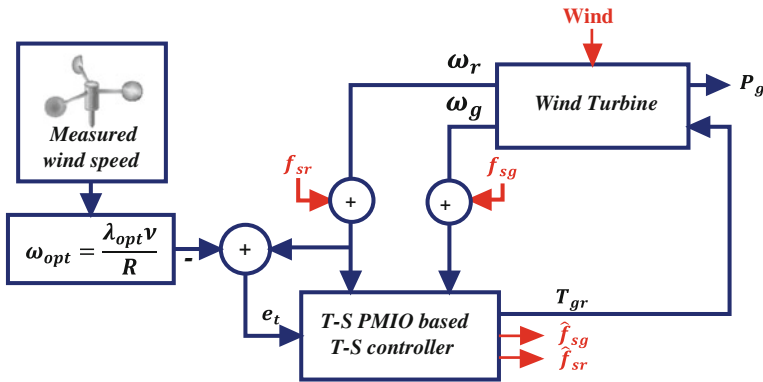 Wind
ω_r
ω_g
Wind Turbine
P_g
Measured
wind speed
f_sr
f_sg
+
+
ω_opt = λ_opt ν / R
-
+
e_t
T-S PMIO based
T-S controller
T_gr
f̂_sg
f̂_sr